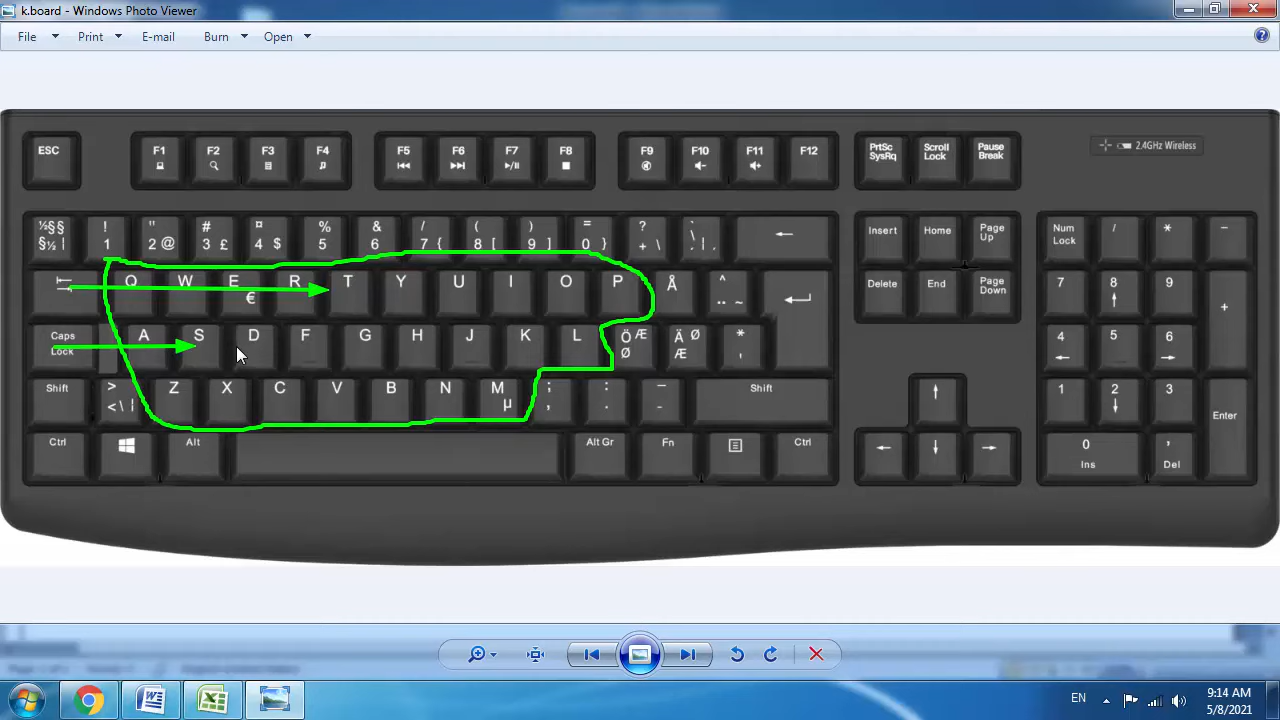 k.board - Windows Photo Viewer
File Print E-mail Burn Open
ESC F1 F2 F3 F4 F5 F6 F7 F8 F9 F10 F11 F12 PrtSc SysRq Scroll Lock Pause Break 2.4GHz Wireless
! " # ¤ % & / ( ) = ? `
1 2 @ 3 £ 4 $ 5 6 7 { 8 [ 9 ] 0 } + \
Insert Home Page Up Num Lock / * −
Q W E € R T Y U I O P Å ^ ¨ ~ Delete End Page Down 7 8 9 +
Caps Lock A S D F G H J K L Ö Æ Ø Ä Ø Æ * ' 4 5 6
Shift > < \ | Z X C V B N M µ ; , : . _ - Shift 1 2 3 Enter
Ctrl Alt Alt Gr Fn Ctrl 0 Ins , Del
EN 9:14 AM
5/8/2021